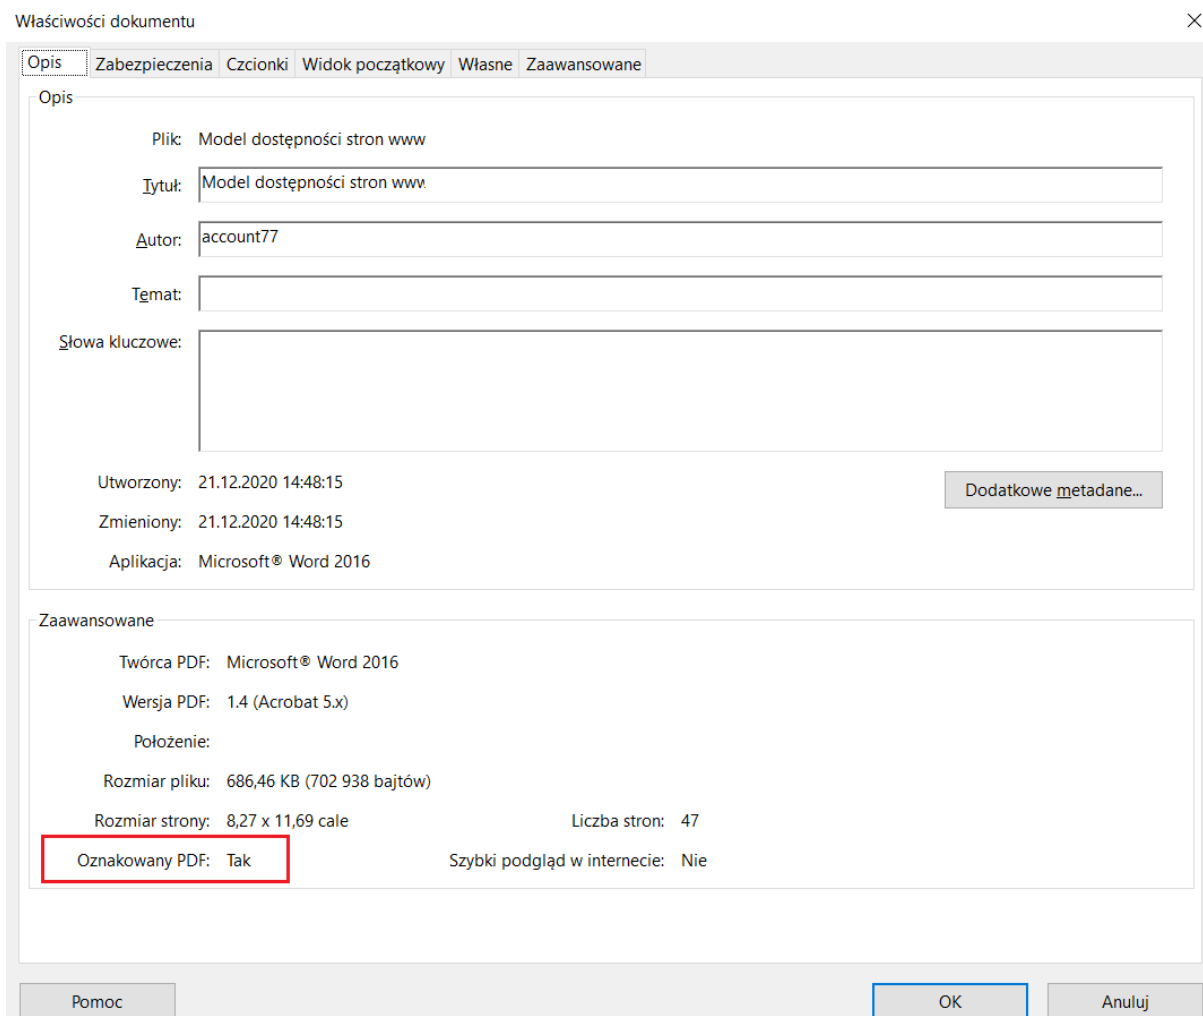 Właściwości dokumentu
Opis Zabezpieczenia Czcionki Widok początkowy Własne Zaawansowane
Opis
Plik: Model dostępności stron www
Tytuł: Model dostępności stron www
Autor: account77
Temat:
Słowa kluczowe:
Utworzony: 21.12.2020 14:48:15
Dodatkowe metadane...
Zmieniony: 21.12.2020 14:48:15
Aplikacja: Microsoft® Word 2016
Zaawansowane
Twórca PDF: Microsoft® Word 2016
Wersja PDF: 1.4 (Acrobat 5.x)
Położenie:
Rozmiar pliku: 686,46 KB (702 938 bajtów)
Rozmiar strony: 8,27 x 11,69 cale Liczba stron: 47
Oznakowany PDF: Tak Szybki podgląd w internecie: Nie
Pomoc OK Anuluj